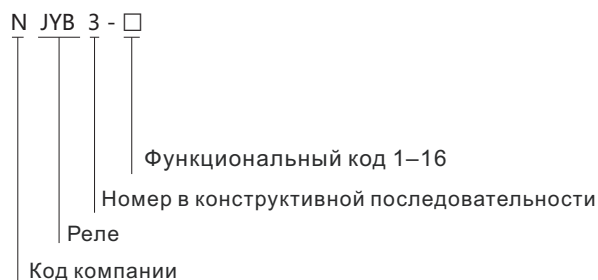 N JYB 3 - □
Функциональный код 1–16
Номер в конструктивной последовательности
Реле
Код компании